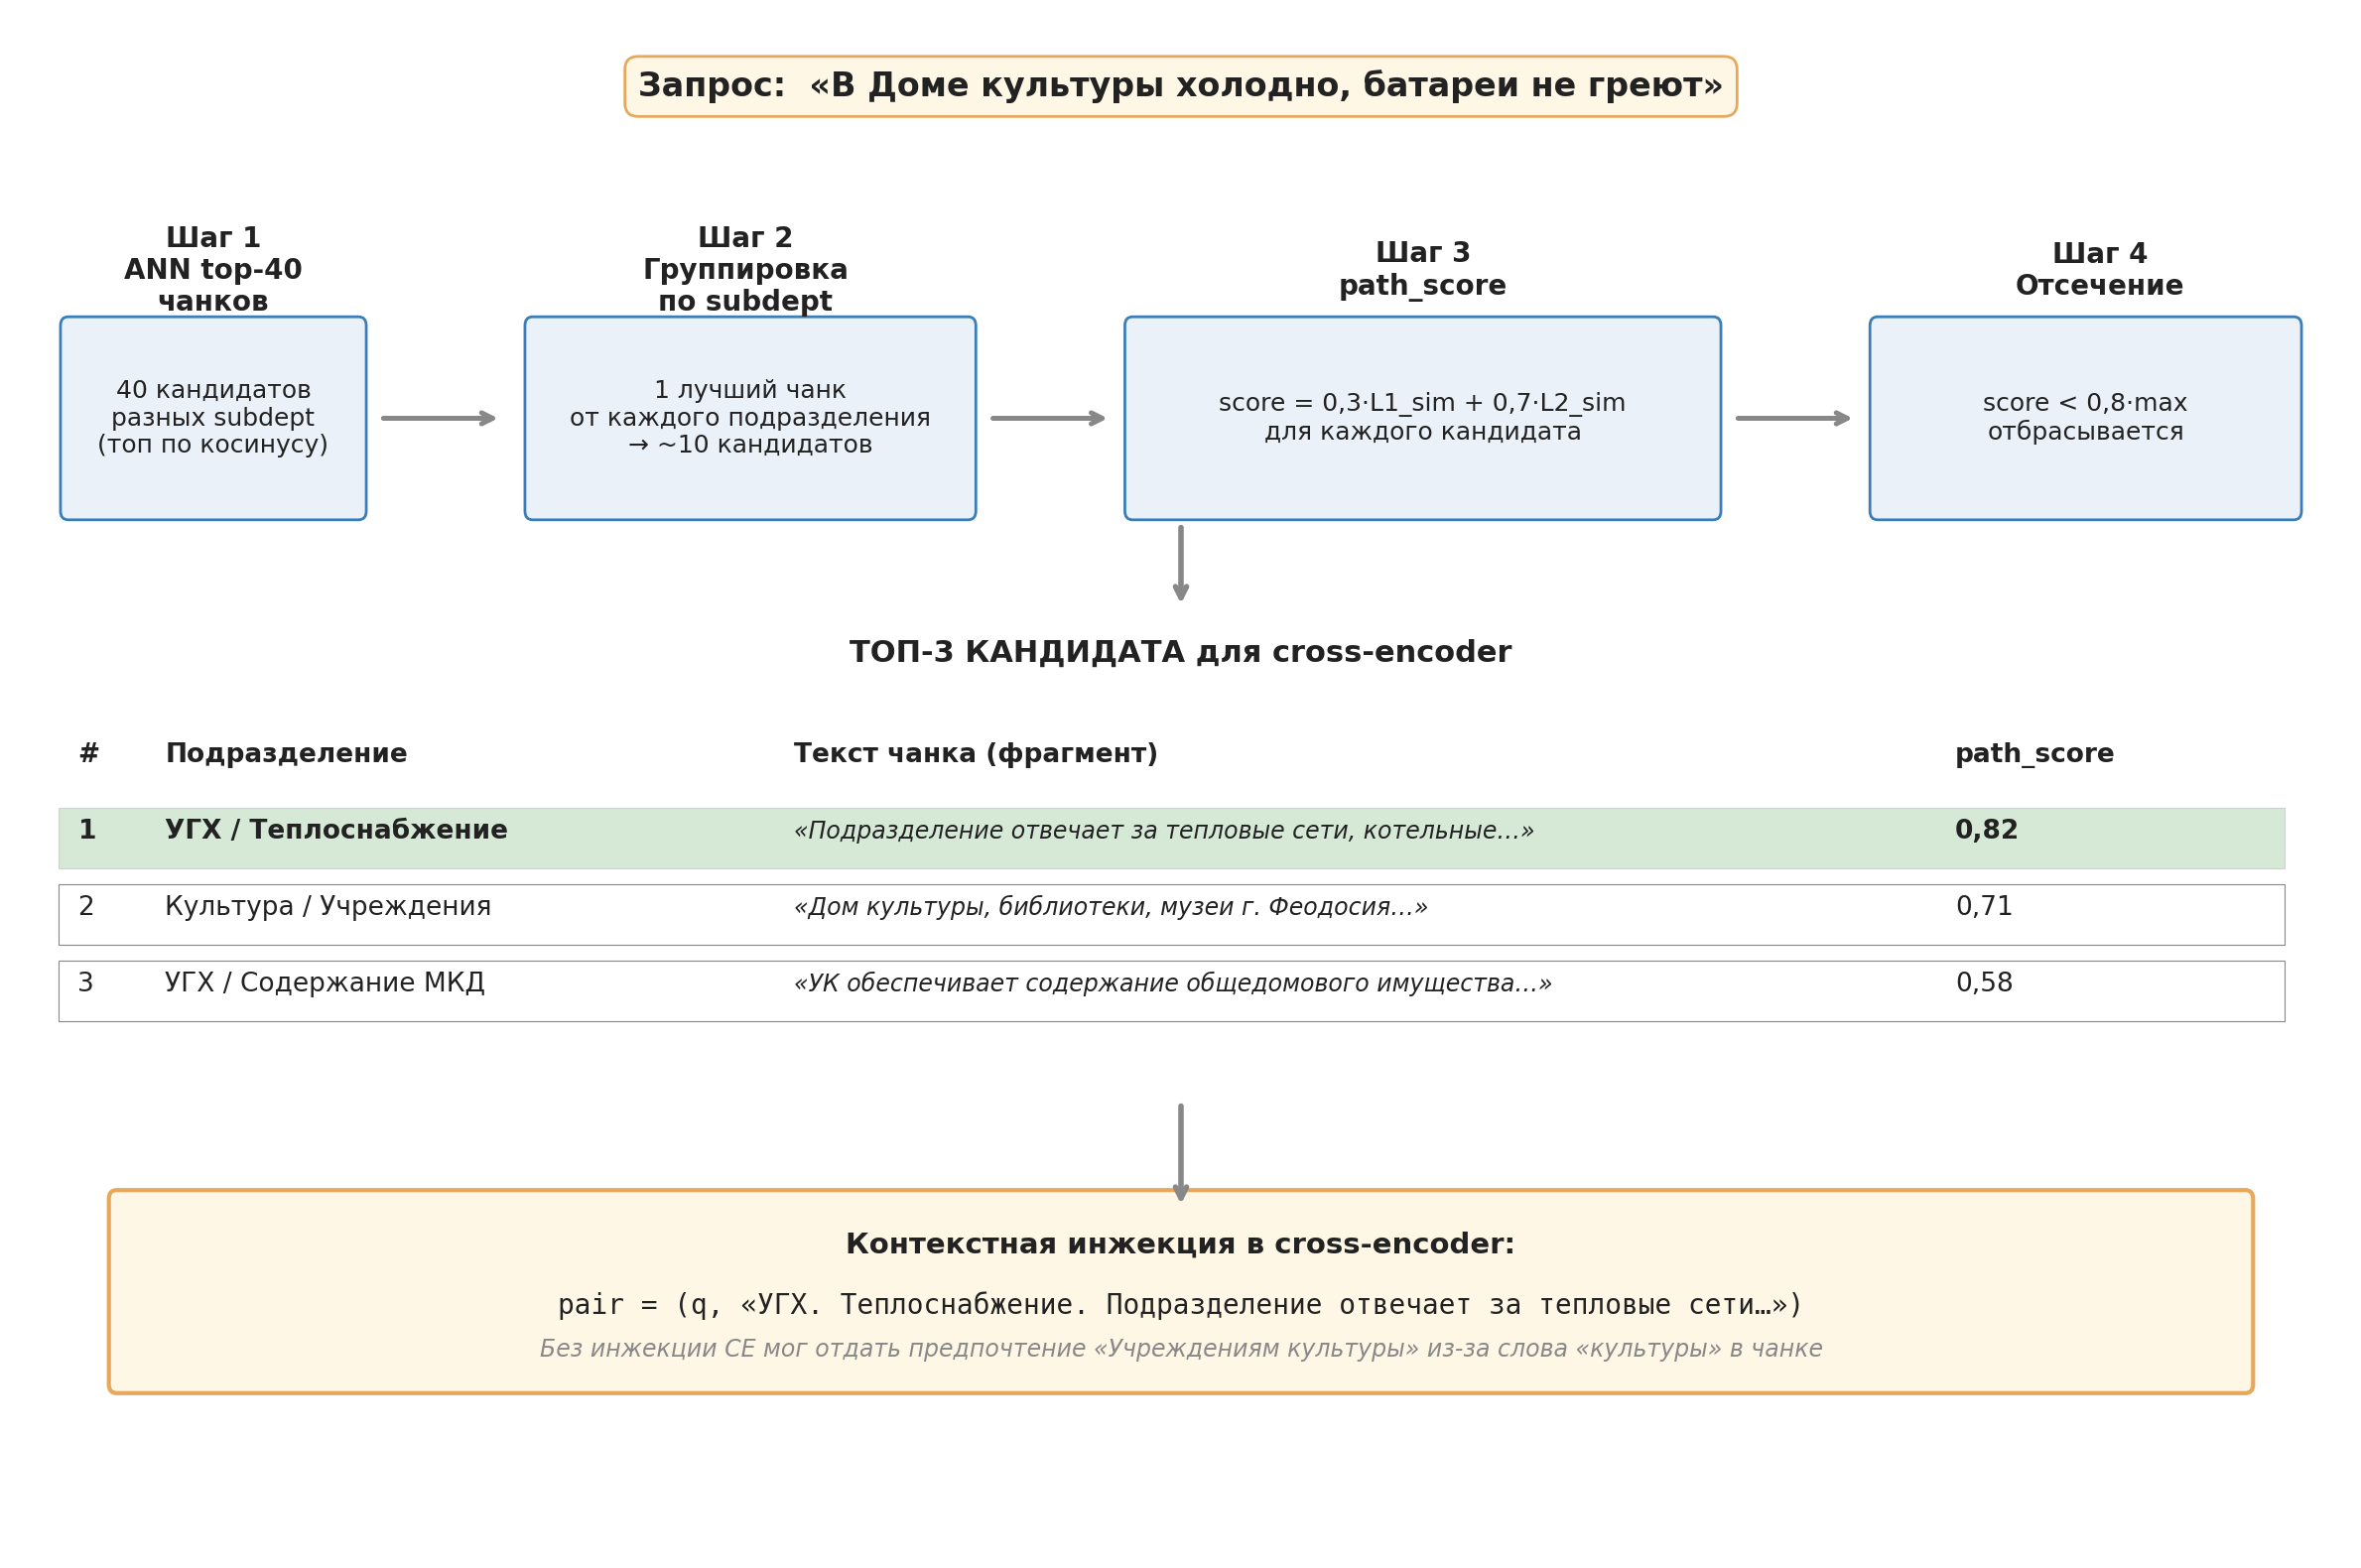 Запрос:  «В Доме культуры холодно, батареи не греют»
Шаг 1
ANN top-40
чанков
40 кандидатов
разных subdept
(топ по косинусу)
Шаг 2
Группировка
по subdept
1 лучший чанк
от каждого подразделения
→ ~10 кандидатов
Шаг 3
path_score
score = 0,3·L1_sim + 0,7·L2_sim
для каждого кандидата
Шаг 4
Отсечение
score < 0,8·max
отбрасывается
ТОП-3 КАНДИДАТА для cross-encoder
# Подразделение Текст чанка (фрагмент) path_score
1 УГХ / Теплоснабжение «Подразделение отвечает за тепловые сети, котельные…» 0,82
2 Культура / Учреждения «Дом культуры, библиотеки, музеи г. Феодосия…» 0,71
3 УГХ / Содержание МКД «УК обеспечивает содержание общедомового имущества…» 0,58
Контекстная инжекция в cross-encoder:
pair = (q, «УГХ. Теплоснабжение. Подразделение отвечает за тепловые сети…»)
Без инжекции CE мог отдать предпочтение «Учреждениям культуры» из-за слова «культуры» в чанке